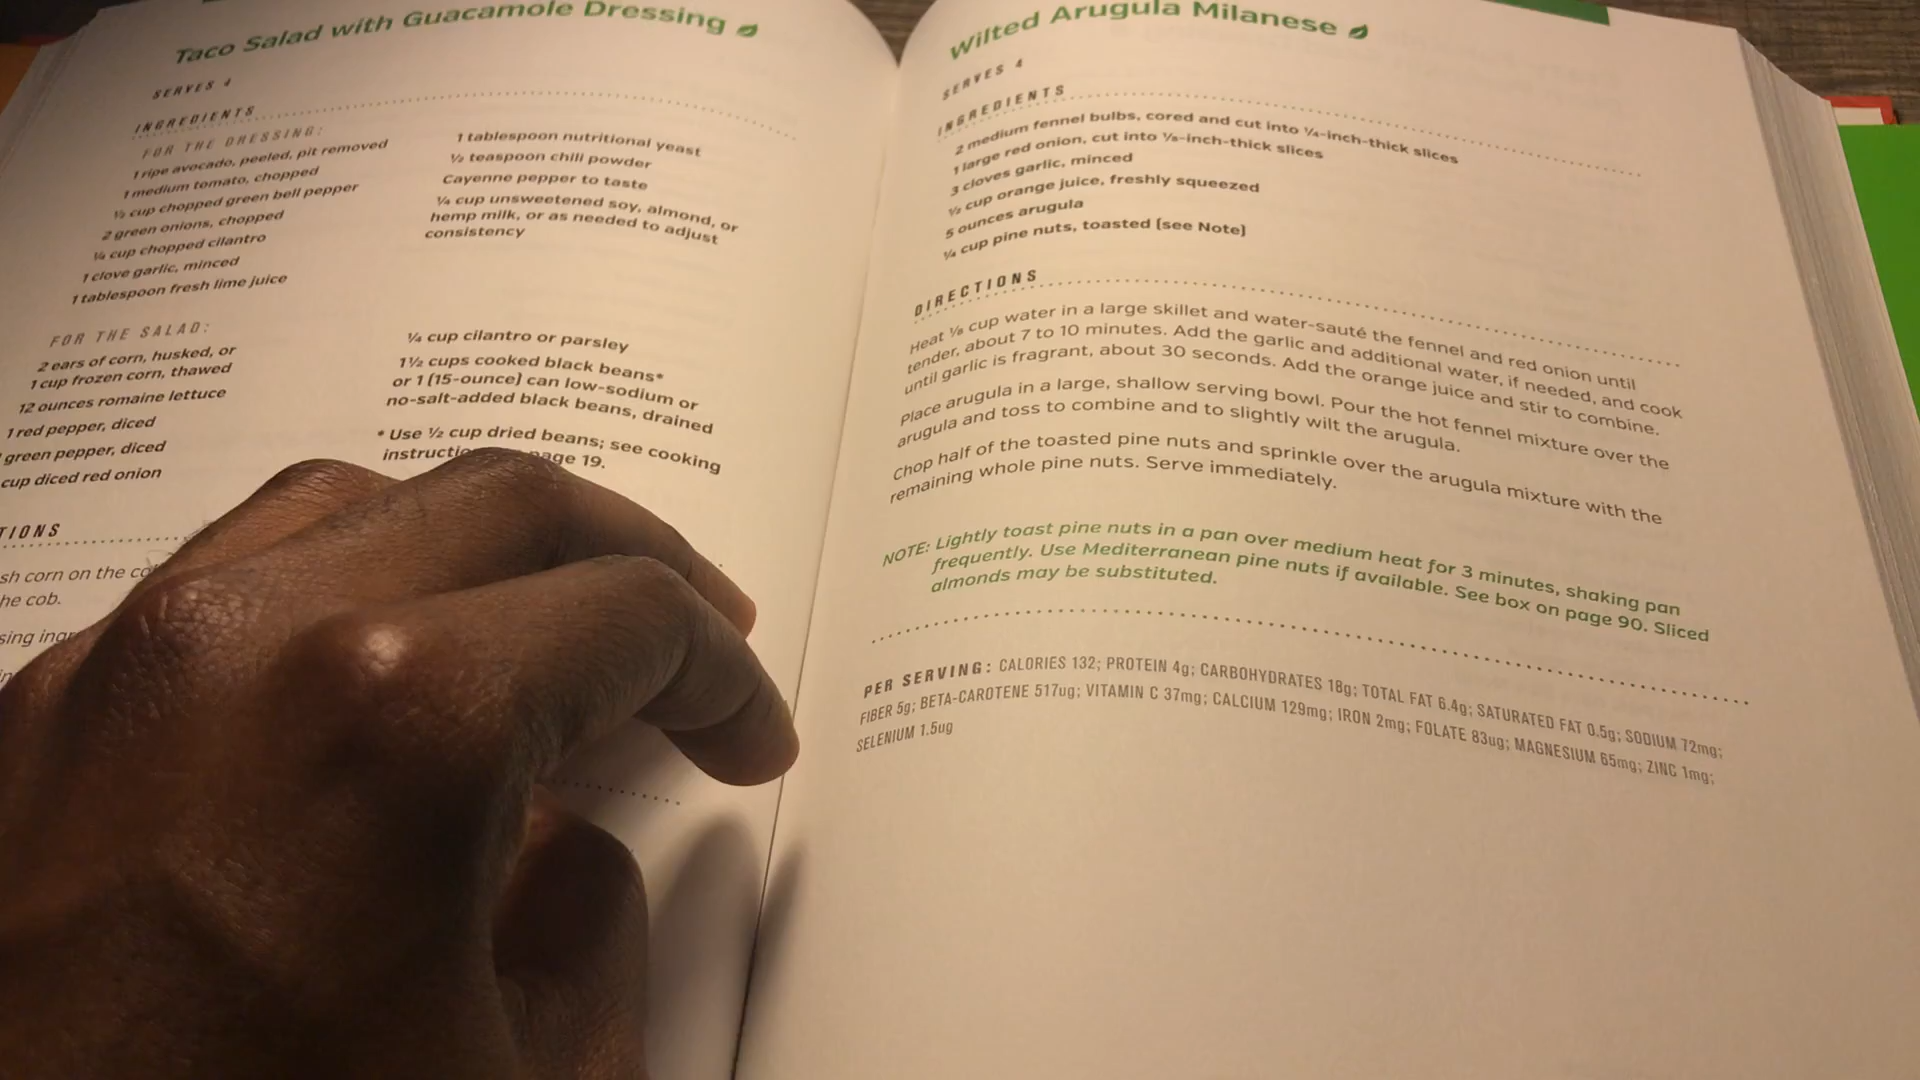 Taco Salad with Guacamole Dressing
SERVES 4
INGREDIENTS
FOR THE DRESSING:
1 ripe avocado, peeled, pit removed
1 medium tomato, chopped
½ cup chopped green bell pepper
2 green onions, chopped
¼ cup chopped cilantro
1 clove garlic, minced
1 tablespoon fresh lime juice
1 tablespoon nutritional yeast
½ teaspoon chili powder
Cayenne pepper to taste
¼ cup unsweetened soy, almond, or
hemp milk, or as needed to adjust
consistency
FOR THE SALAD:
2 ears of corn, husked, or
1 cup frozen corn, thawed
12 ounces romaine lettuce
1 red pepper, diced
green pepper, diced
cup diced red onion
¼ cup cilantro or parsley
1½ cups cooked black beans*
or 1 (15-ounce) can low-sodium or
no-salt-added black beans, drained
* Use ½ cup dried beans; see cooking
page 19.
TIONS
sh corn on the
he cob.
sing
Wilted Arugula Milanese
SERVES 4
INGREDIENTS
2 medium fennel bulbs, cored and cut into ¼-inch-thick slices
1 large red onion, cut into ⅛-inch-thick slices
3 cloves garlic, minced
½ cup orange juice, freshly squeezed
5 ounces arugula
¼ cup pine nuts, toasted (see Note)
DIRECTIONS
Heat ⅛ cup water in a large skillet and water-sauté the fennel and red onion until
tender, about 7 to 10 minutes. Add the garlic and additional water, if needed, and cook
until garlic is fragrant, about 30 seconds. Add the orange juice and stir to combine.
Place arugula in a large, shallow serving bowl. Pour the hot fennel mixture over the
arugula and toss to combine and to slightly wilt the arugula.
Chop half of the toasted pine nuts and sprinkle over the arugula mixture with the
remaining whole pine nuts. Serve immediately.
NOTE: Lightly toast pine nuts in a pan over medium heat for 3 minutes, shaking pan
frequently. Use Mediterranean pine nuts if available. See box on page 90. Sliced
almonds may be substituted.
PER SERVING: CALORIES 132; PROTEIN 4g; CARBOHYDRATES 18g; TOTAL FAT 6.4g; SATURATED FAT 0.5g; SODIUM 72mg;
FIBER 5g; BETA-CAROTENE 517ug; VITAMIN C 37mg; CALCIUM 129mg; IRON 2mg; FOLATE 83ug; MAGNESIUM 65mg; ZINC 1mg;
SELENIUM 1.5ug